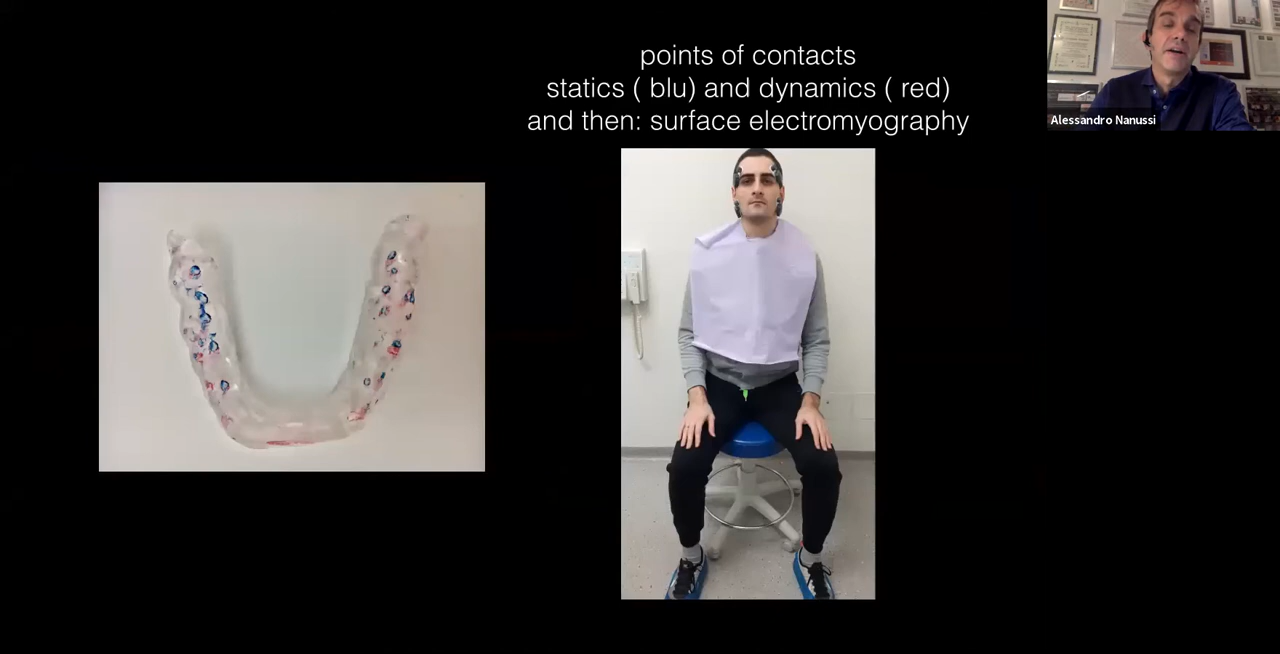 points of contacts
statics ( blu) and dynamics ( red)
and then: surface electromyography
Alessandro Nanussi